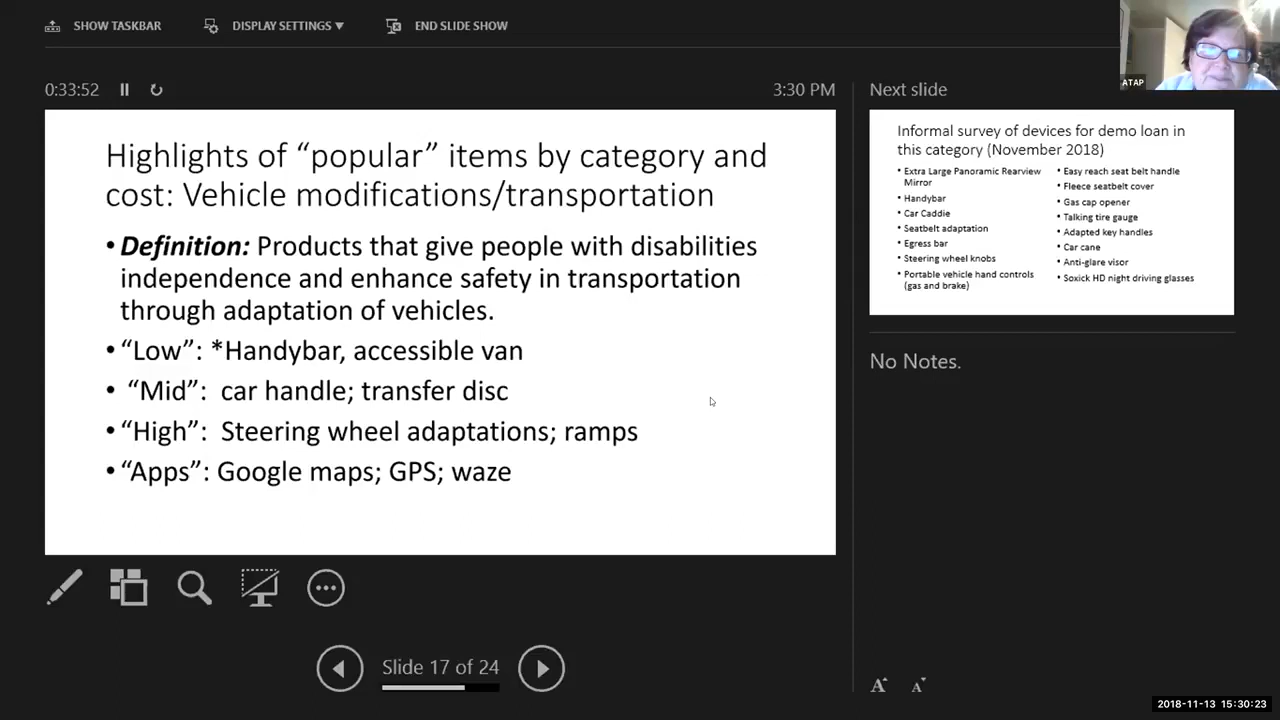 SHOW TASKBAR
DISPLAY SETTINGS ▼
END SLIDE SHOW
ATAP
0:33:52
3:30 PM
Highlights of “popular” items by category and
cost: Vehicle modifications/transportation
• Definition: Products that give people with disabilities
independence and enhance safety in transportation
through adaptation of vehicles.
• “Low”: *Handybar, accessible van
• “Mid”: car handle; transfer disc
• “High”: Steering wheel adaptations; ramps
• “Apps”: Google maps; GPS; waze
Slide 17 of 24
Next slide
Informal survey of devices for demo loan in
this category (November 2018)
• Extra Large Panoramic Rearview
Mirror
• Handybar
• Car Caddie
• Seatbelt adaptation
• Egress bar
• Steering wheel knobs
• Portable vehicle hand controls
(gas and brake)
• Easy reach seat belt handle
• Fleece seatbelt cover
• Gas cap opener
• Talking tire gauge
• Adapted key handles
• Car cane
• Anti-glare visor
• Soxick HD night driving glasses
No Notes.
A A
2018-11-13 15:30:23